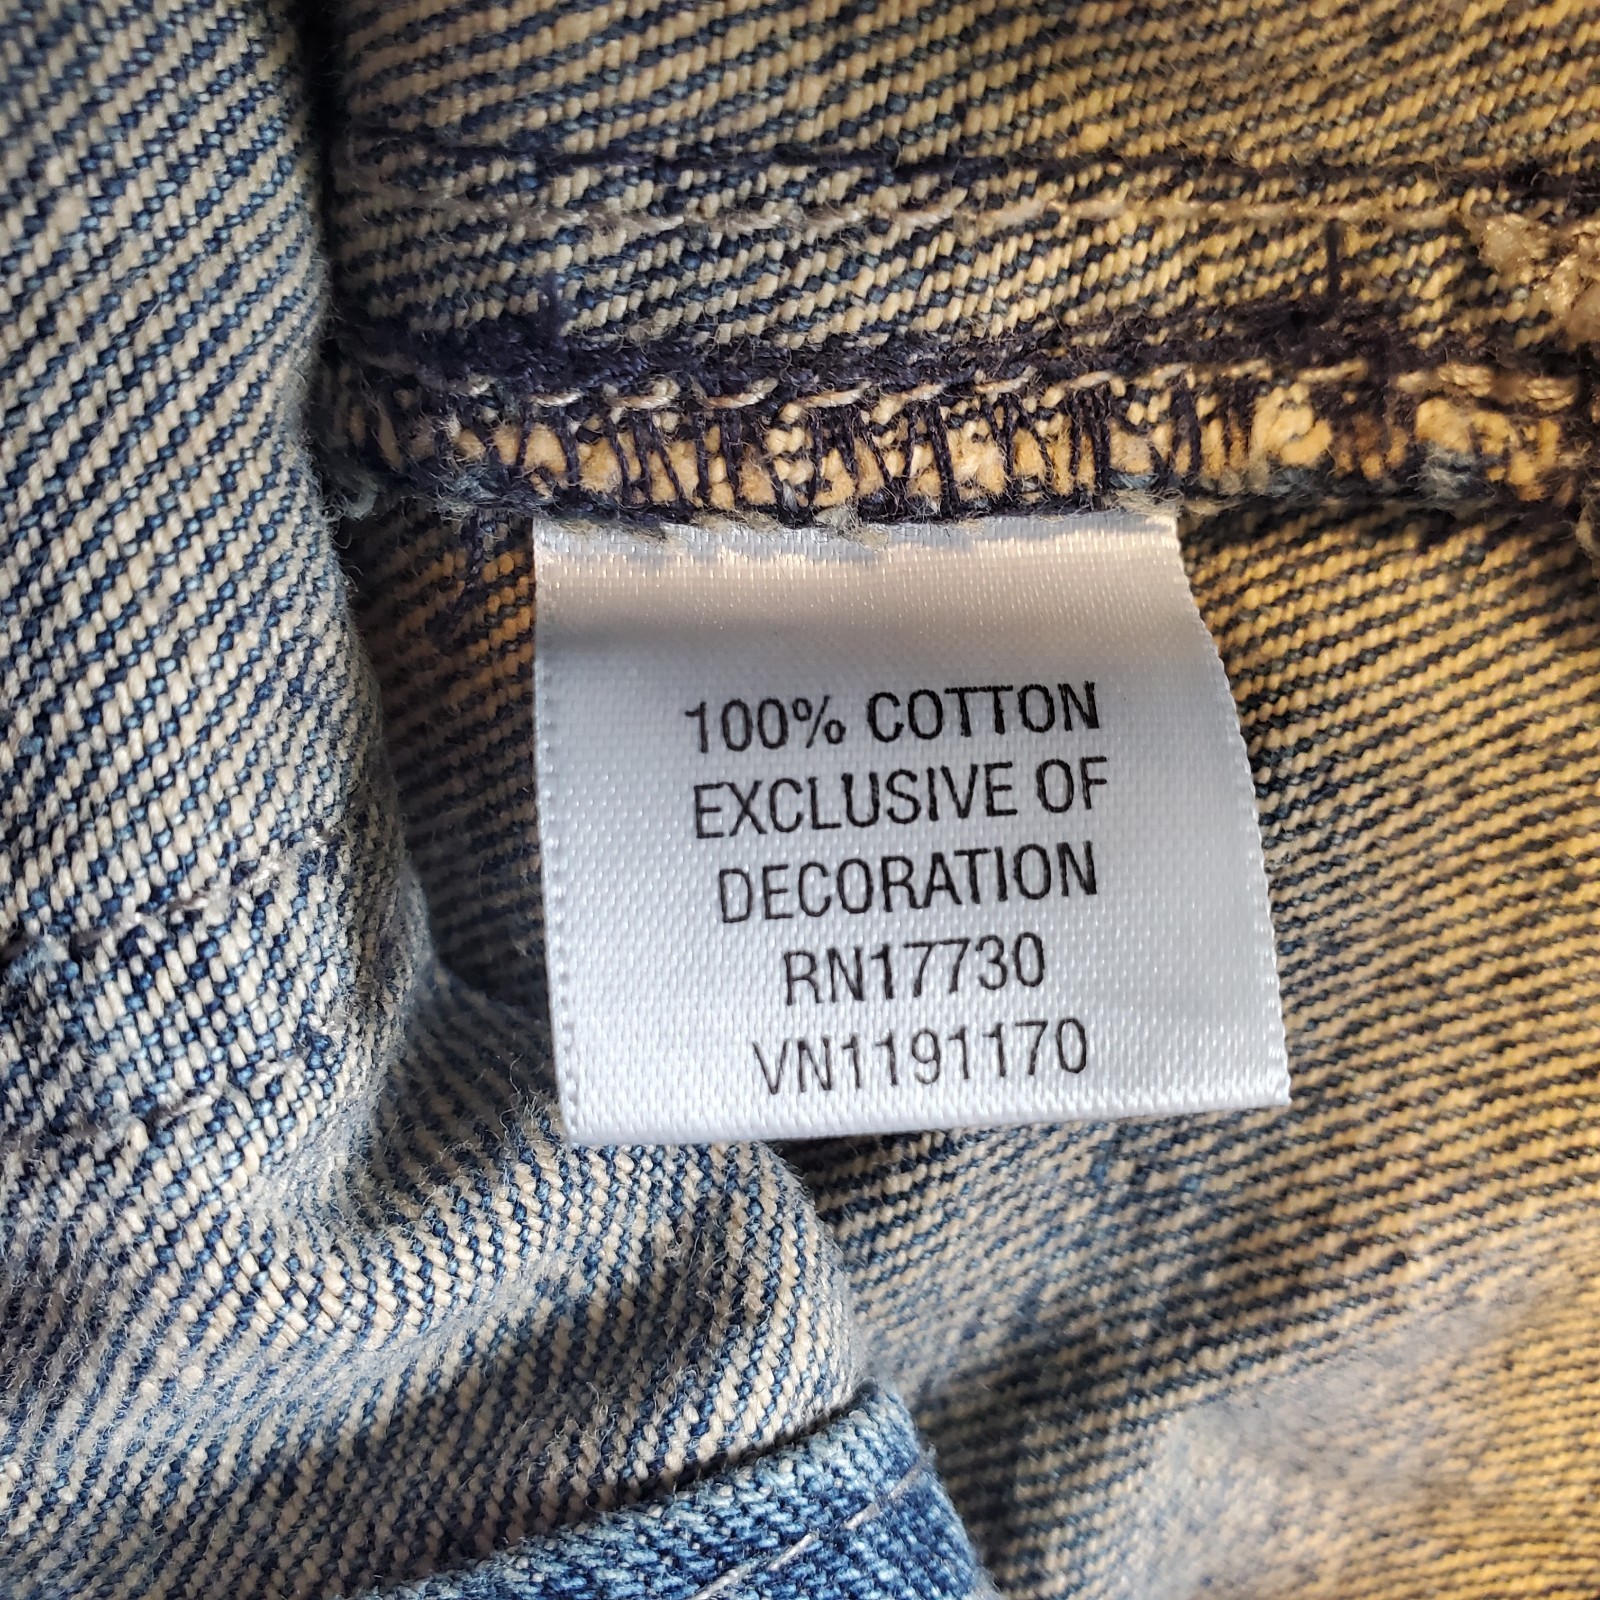 100% COTTON
EXCLUSIVE OF
DECORATION
RN17730
VN1191170